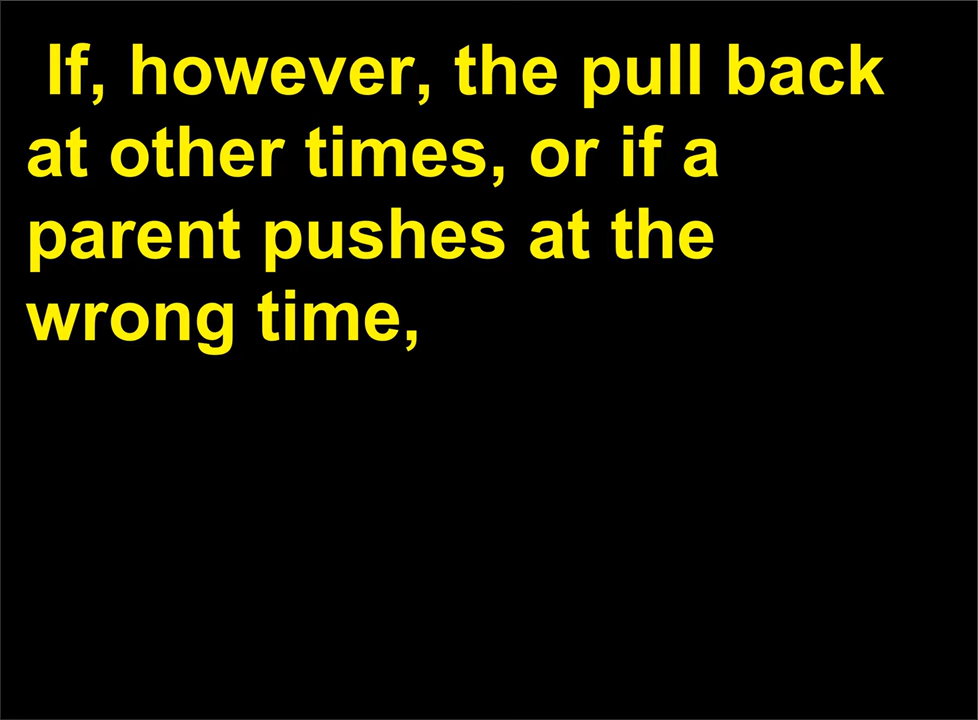 If, however, the pull back
at other times, or if a
parent pushes at the
wrong time,